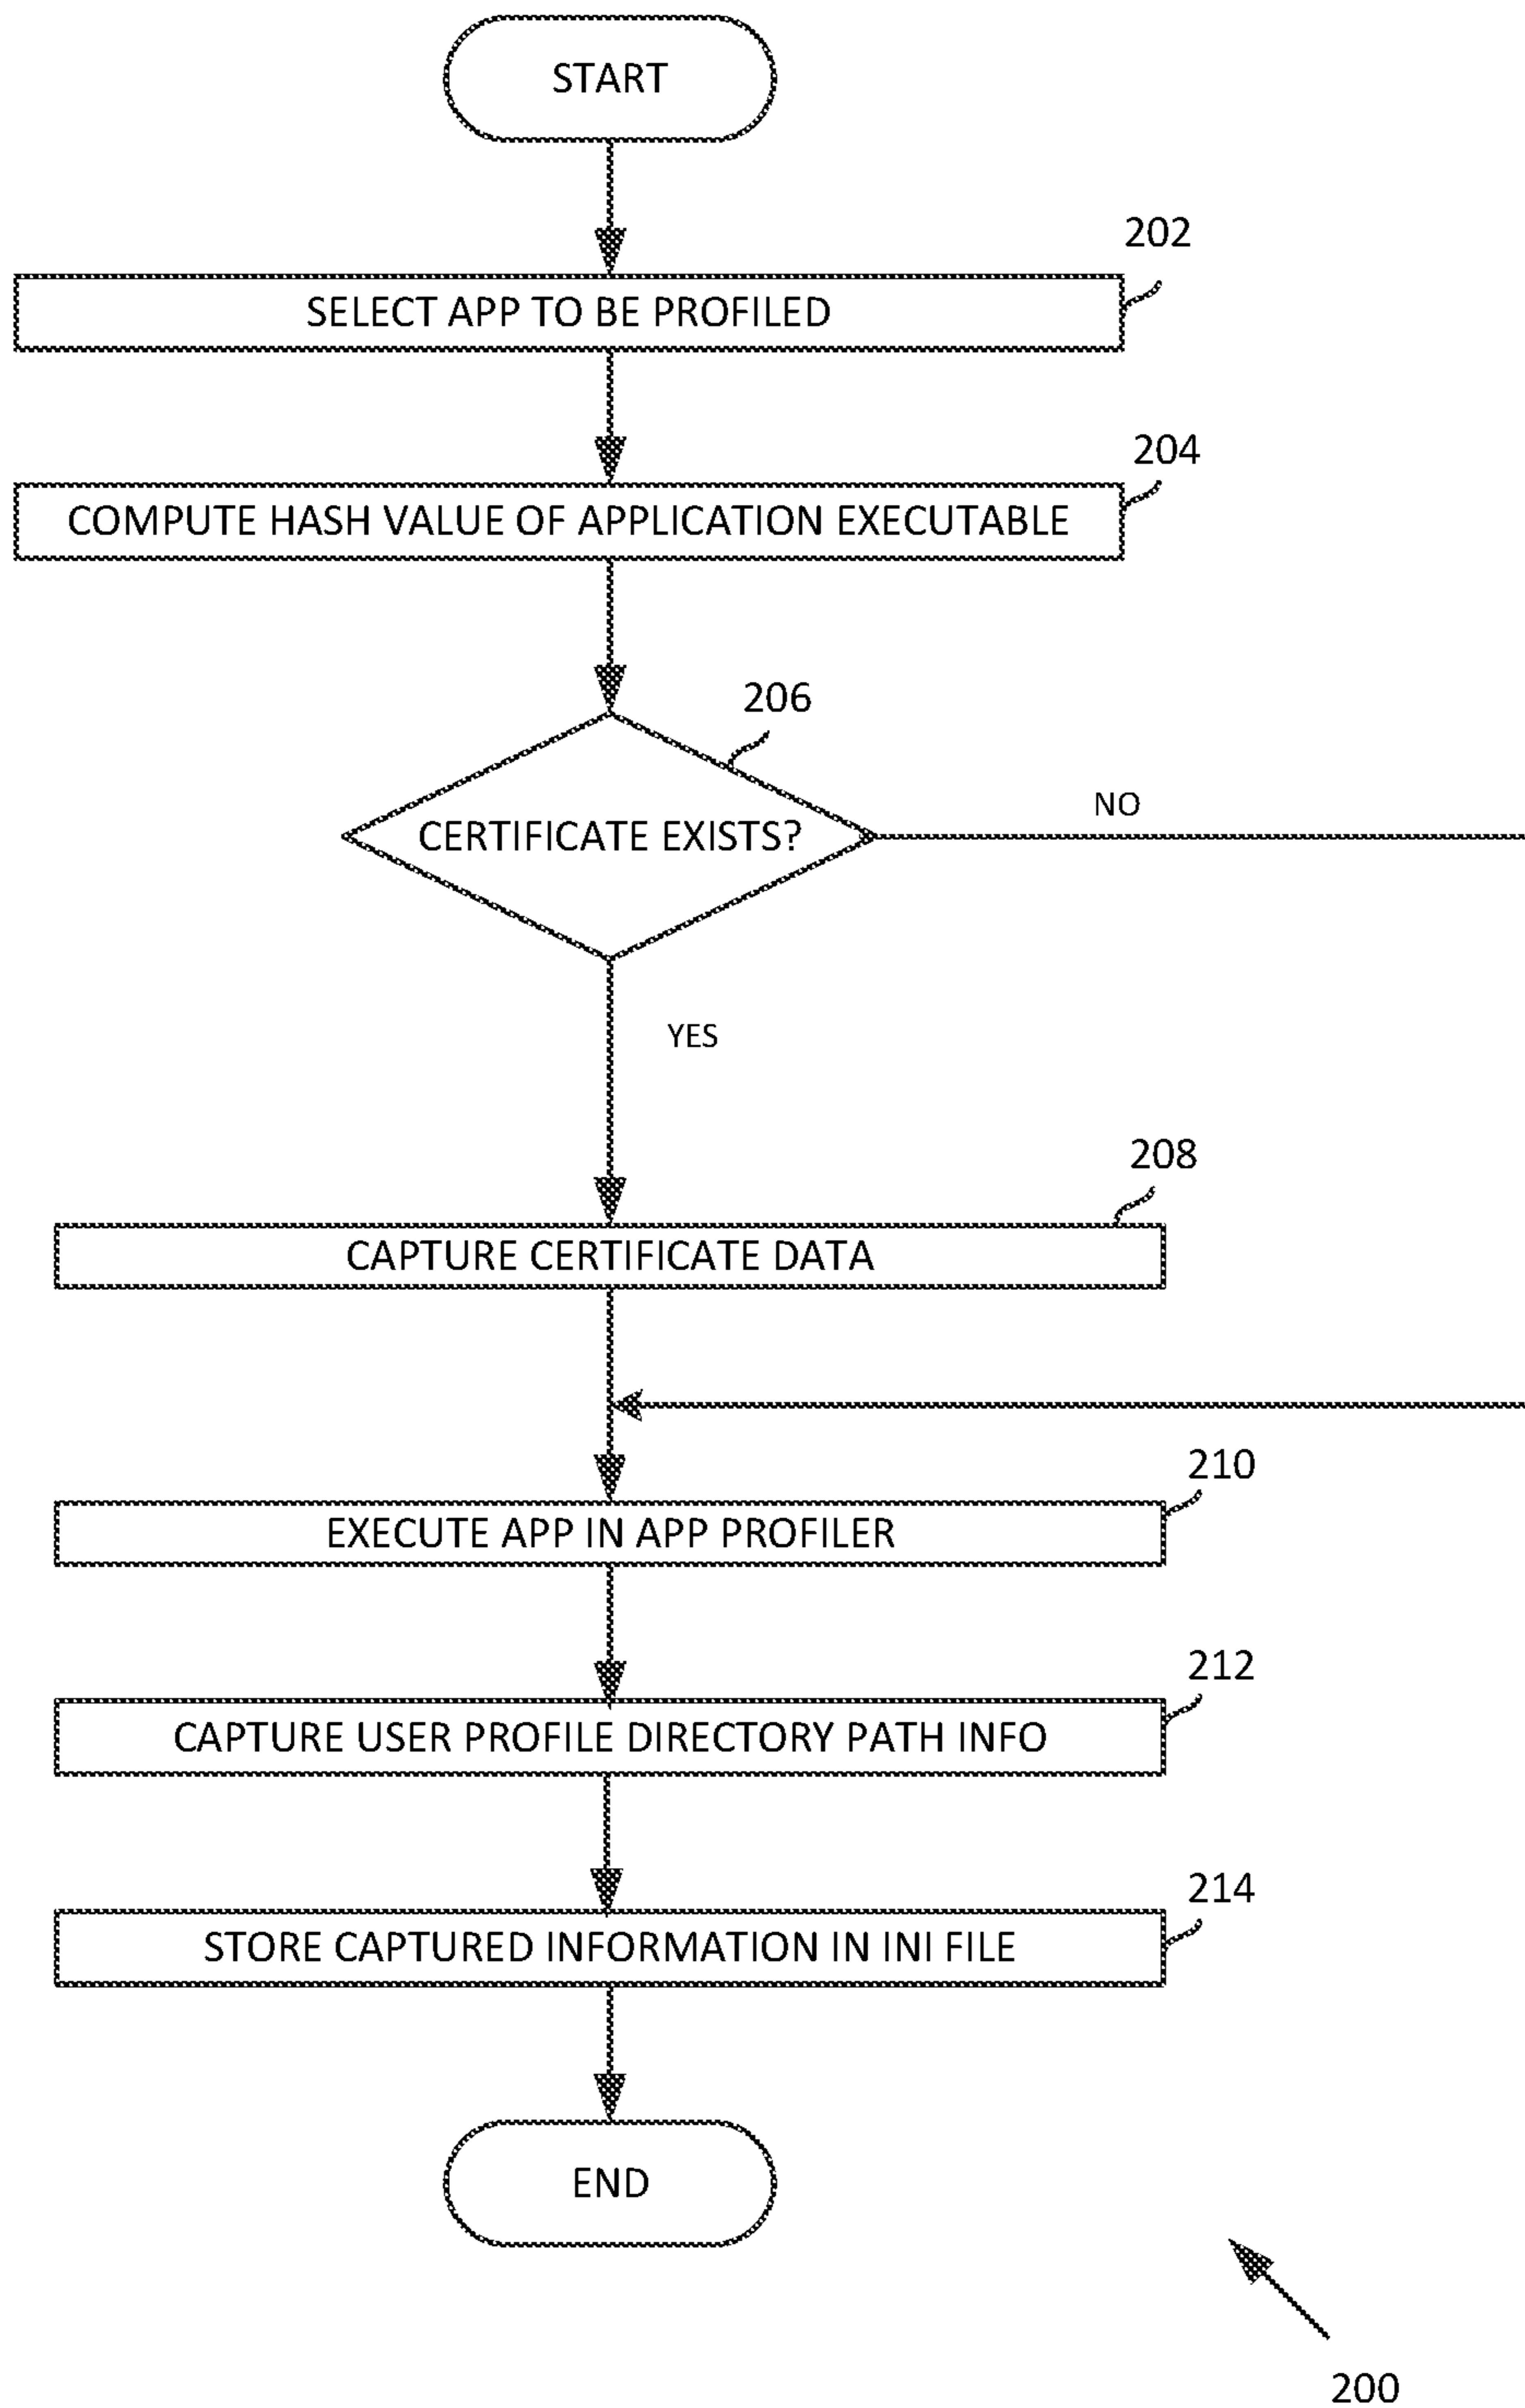 START
202
SELECT APP TO BE PROFILED
204
COMPUTE HASH VALUE OF APPLICATION EXECUTABLE
206
CERTIFICATE EXISTS?
NO
YES
208
CAPTURE CERTIFICATE DATA
210
EXECUTE APP IN APP PROFILER
212
CAPTURE USER PROFILE DIRECTORY PATH INFO
214
STORE CAPTURED INFORMATION IN INI FILE
END
200